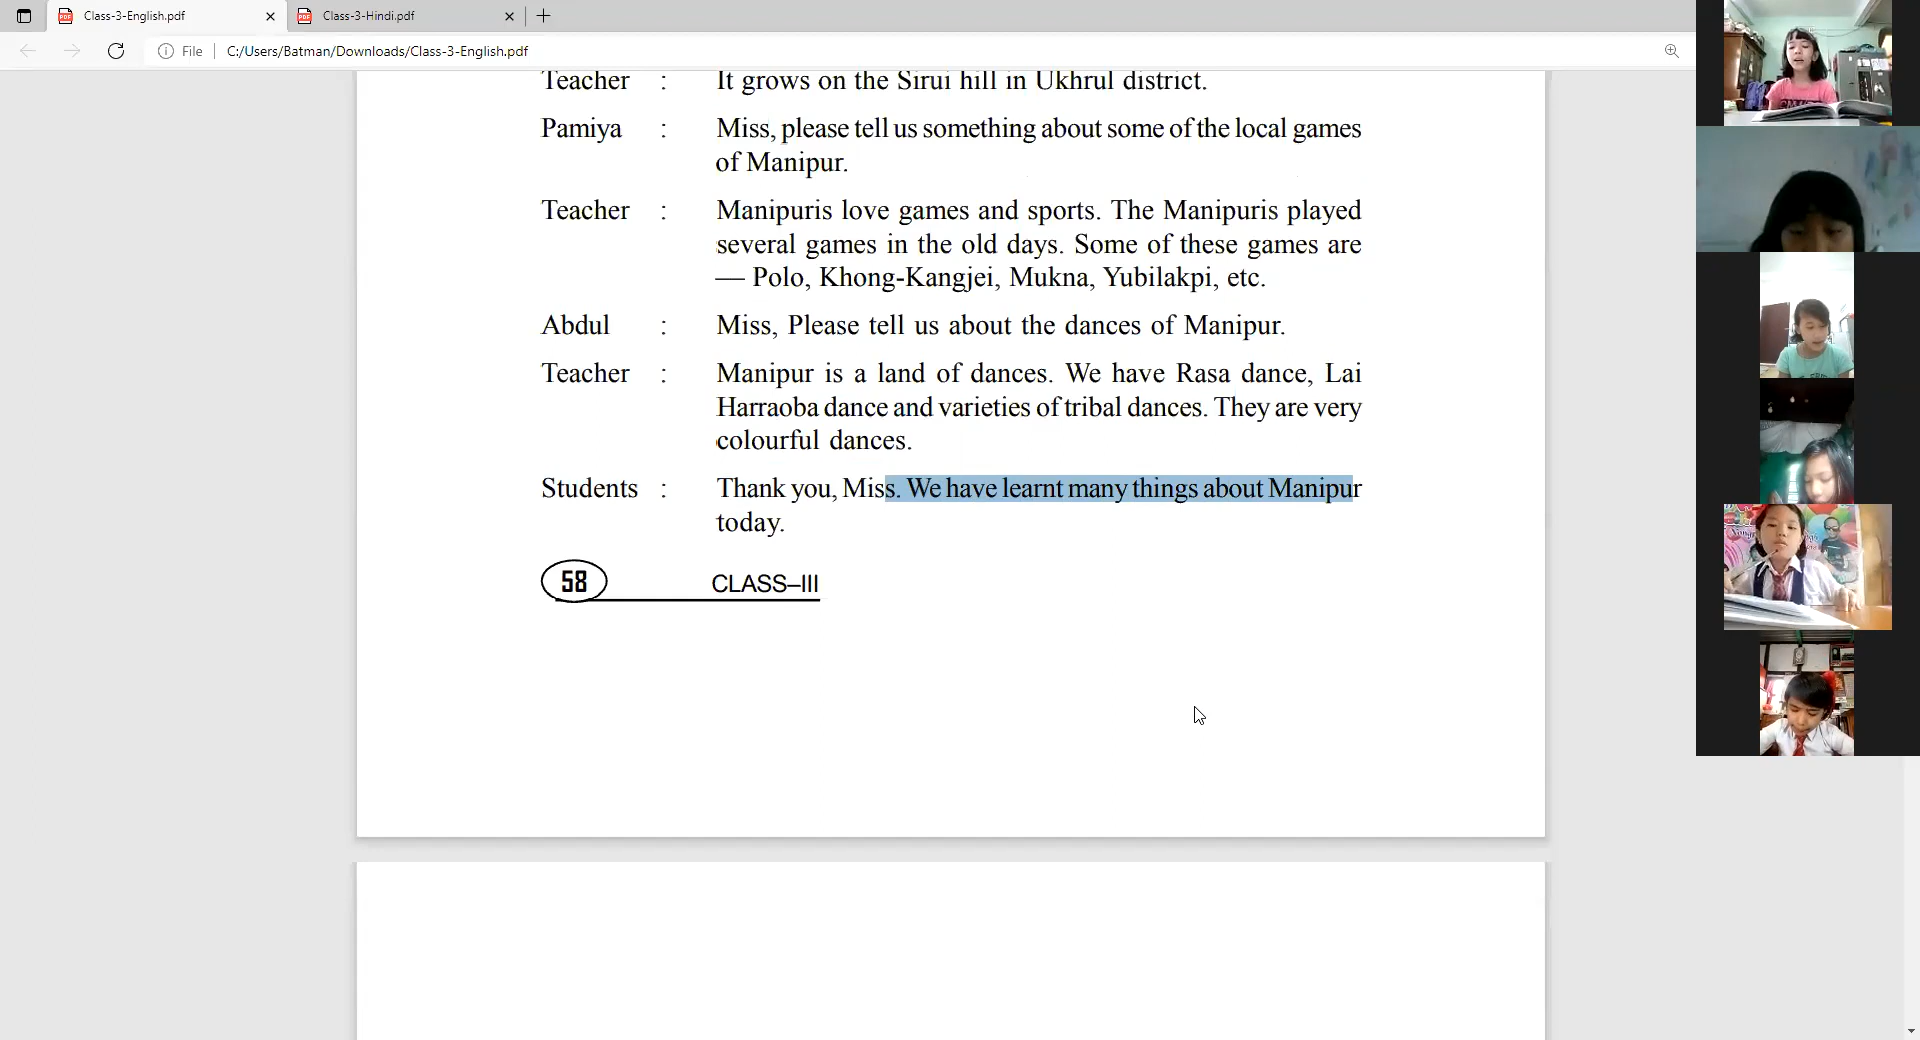 Class-3-English.pdf
Class-3-Hindi.pdf
File
C:/Users/Batman/Downloads/Class-3-English.pdf
Teacher : It grows on the Sirui hill in Ukhrul district.
Pamiya : Miss, please tell us something about some of the local games
of Manipur.
Teacher : Manipuris love games and sports. The Manipuris played
several games in the old days. Some of these games are
— Polo, Khong-Kangjei, Mukna, Yubilakpi, etc.
Abdul : Miss, Please tell us about the dances of Manipur.
Teacher : Manipur is a land of dances. We have Rasa dance, Lai
Harraoba dance and varieties of tribal dances. They are very
colourful dances.
Students : Thank you, Miss. We have learnt many things about Manipur
today.
58 CLASS–III